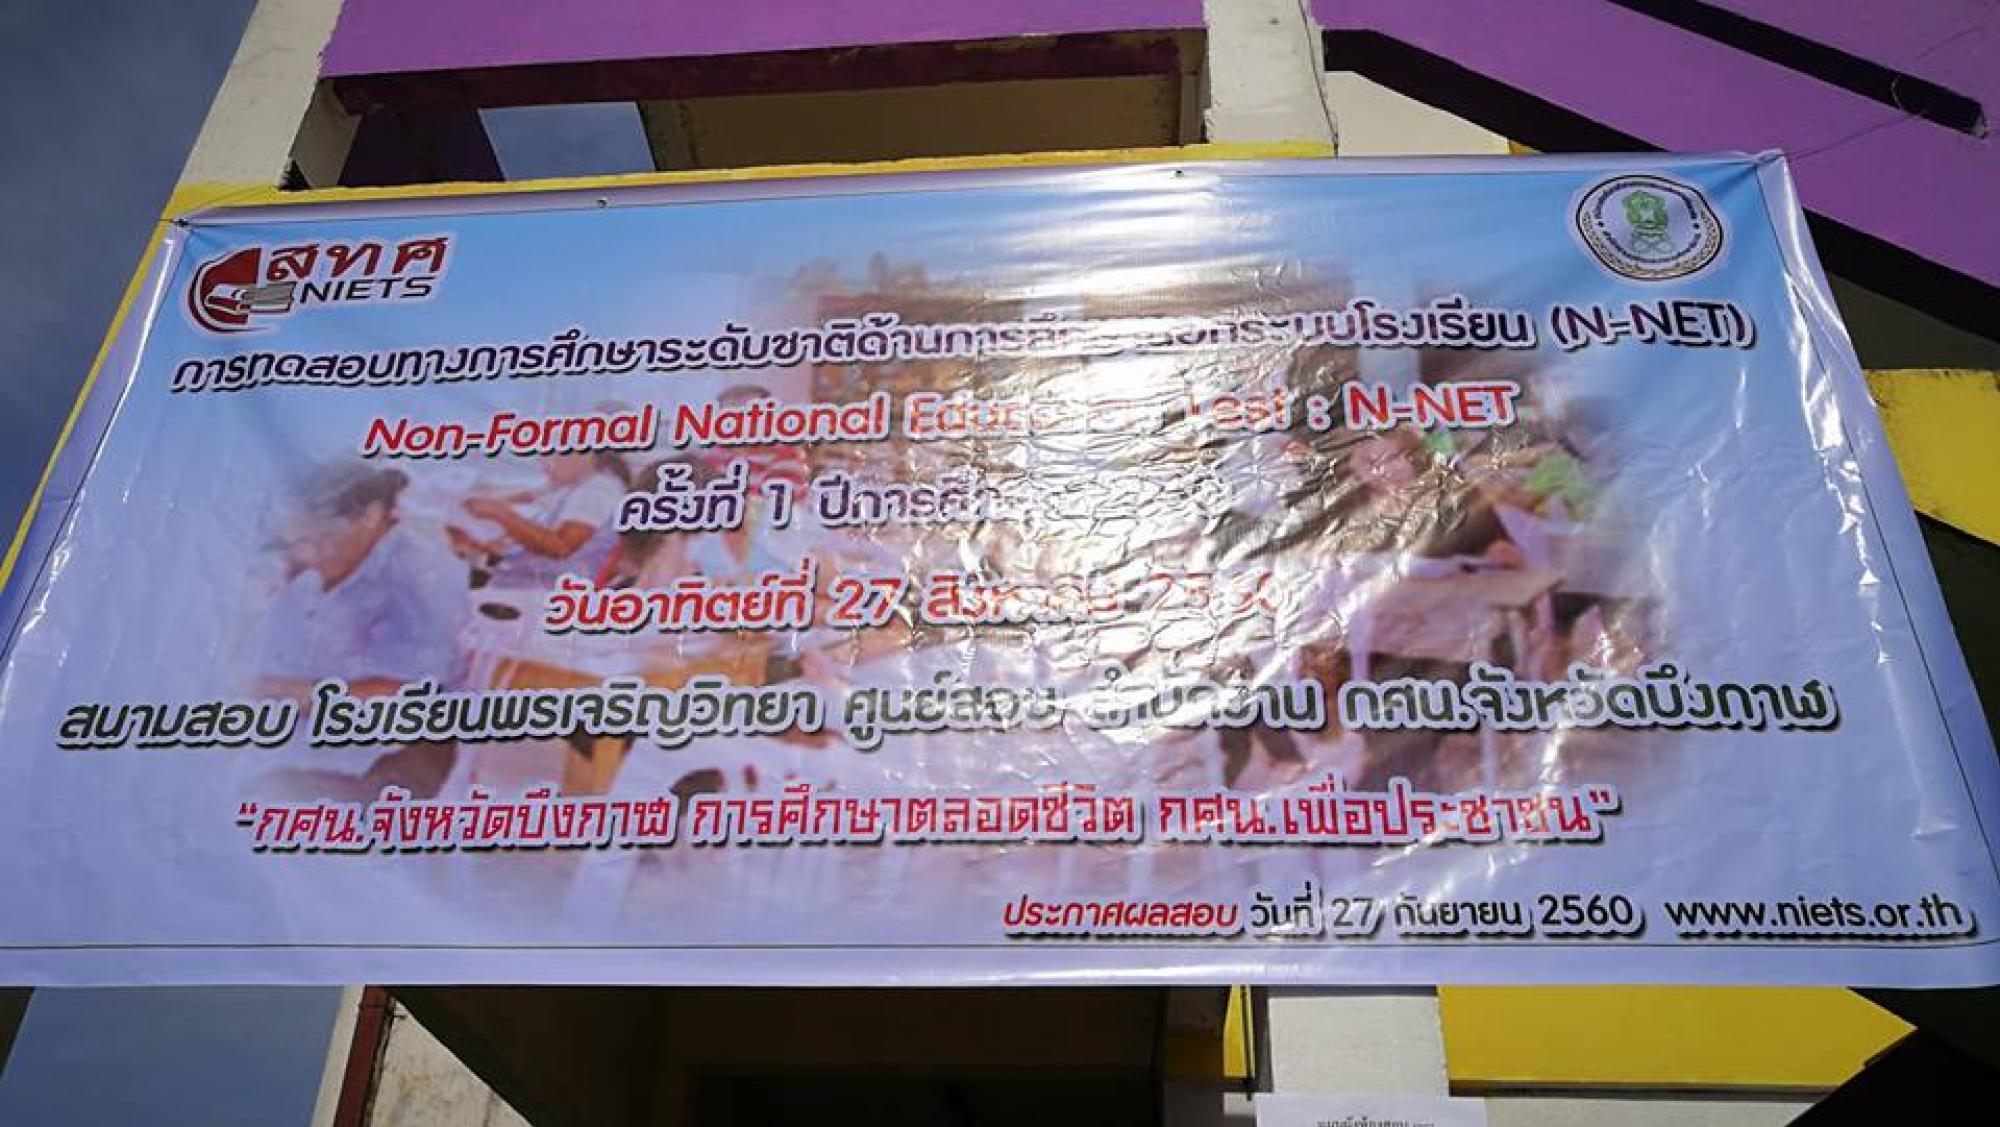 สทศ
NIETS
การทดสอบทางการศึกษาระดับชาติด้านการศึกษานอกระบบโรงเรียน (N-NET)
Non-Formal National Education Test : N-NET
ครั้งที่ 1 ปีการศึกษา
วันอาทิตย์ที่ 27 สิงหาคม 2560
สนามสอบ โรงเรียนพรเจริญวิทยา ศูนย์สอบ สำนักงาน กศน.จังหวัดบึงกาฬ
"กศน.จังหวัดบึงกาฬ การศึกษาตลอดชีวิต กศน.เพื่อประชาชน"
ประกาศผลสอบ วันที่ 27 กันยายน 2560 www.niets.or.th